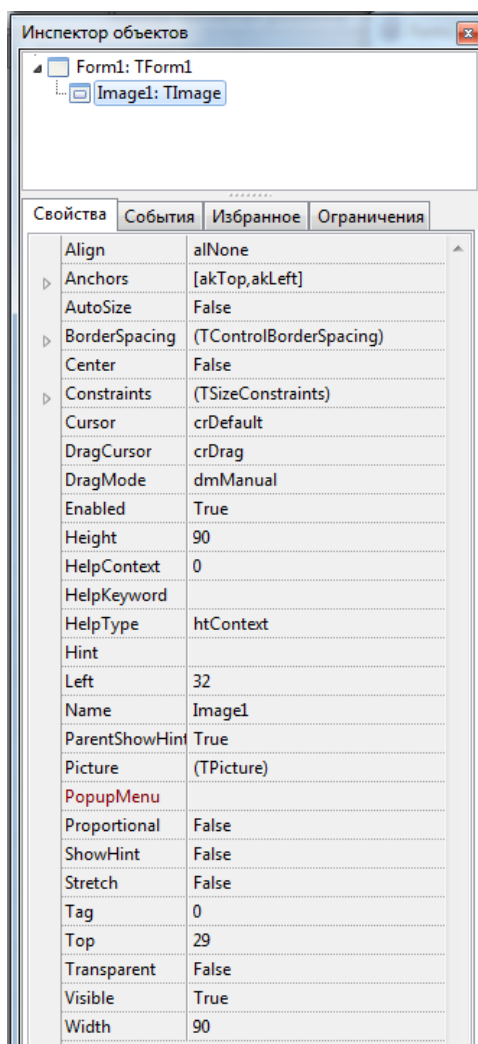 Инспектор объектов
Form1: TForm1
Image1: TImage
Свойства События Избранное Ограничения
Align alNone
Anchors [akTop,akLeft]
AutoSize False
BorderSpacing (TControlBorderSpacing)
Center False
Constraints (TSizeConstraints)
Cursor crDefault
DragCursor crDrag
DragMode dmManual
Enabled True
Height 90
HelpContext 0
HelpKeyword
HelpType htContext
Hint
Left 32
Name Image1
ParentShowHint True
Picture (TPicture)
PopupMenu
Proportional False
ShowHint False
Stretch False
Tag 0
Top 29
Transparent False
Visible True
Width 90